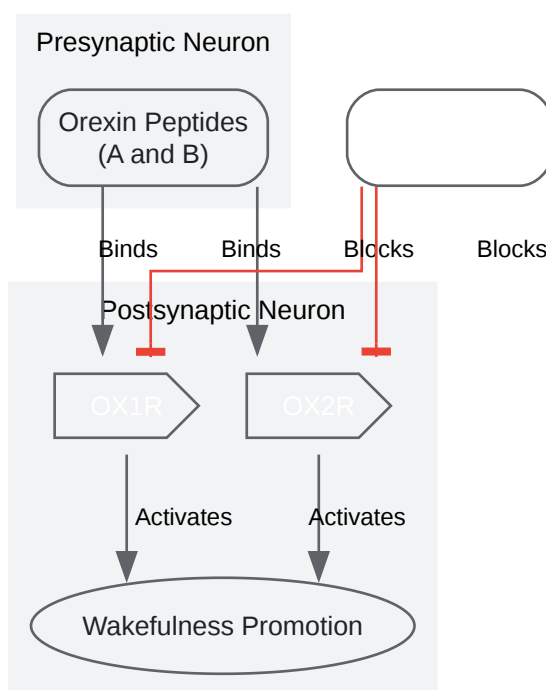 Presynaptic Neuron
Orexin Peptides
(A and B)
Binds Binds Blocks Blocks
Postsynaptic Neuron
OX1R OX2R
Activates Activates
Wakefulness Promotion